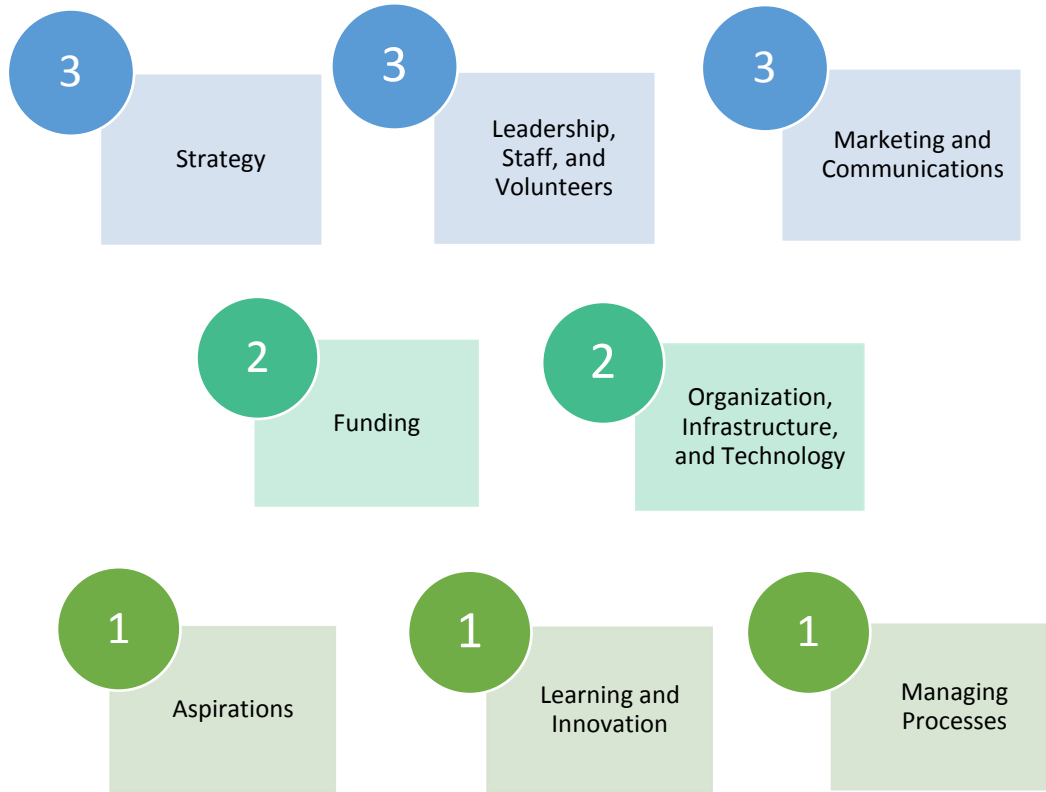 3
Strategy
3
Leadership,
Staff, and
Volunteers
3
Marketing and
Communications
2
Funding
2
Organization,
Infrastructure,
and Technology
1
Aspirations
1
Learning and
Innovation
1
Managing
Processes